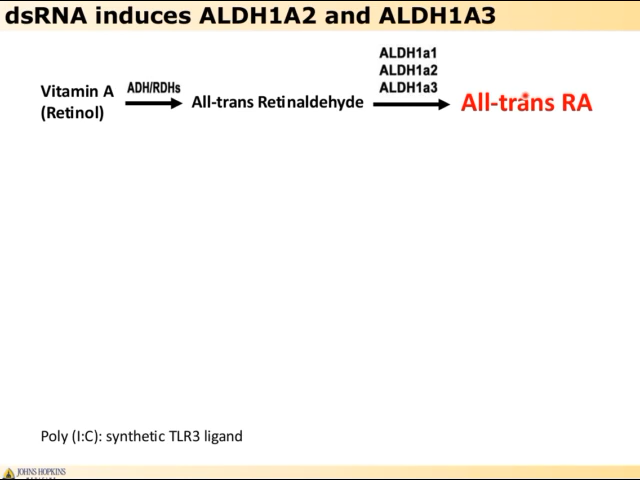 dsRNA induces ALDH1A2 and ALDH1A3
ALDH1a1
ALDH1a2
ALDH1a3
Vitamin A
(Retinol)
ADH/RDHs
All-trans Retinaldehyde
All-trans RA
Poly (I:C): synthetic TLR3 ligand
JOHNS HOPKINS